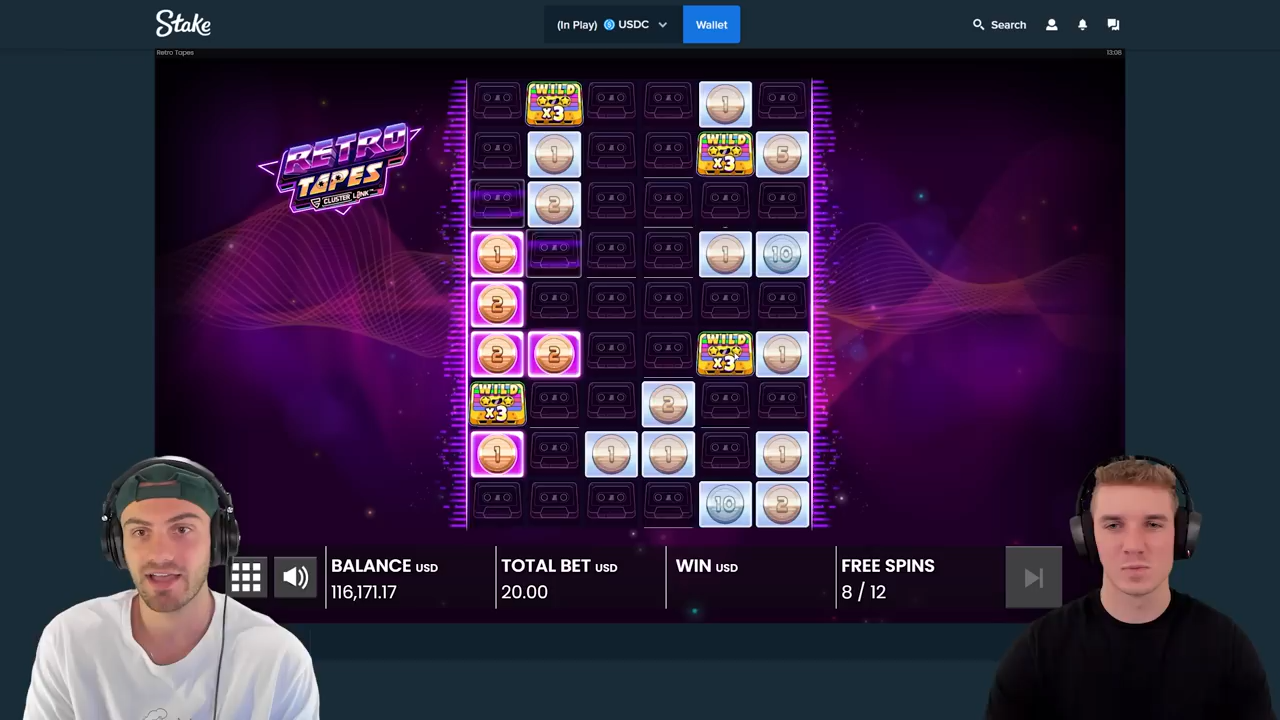 Stake
(In Play) USDC
Wallet
Search
Retro Tapes
13:08
RETRO
TAPES
CLUSTER LINK
WILD
x3
1
1
WILD
x3
5
2
1
1
10
2
2
2
WILD
x3
1
WILD
x3
2
1
1
1
1
10
2
BALANCE USD
116,171.17
TOTAL BET USD
20.00
WIN USD
FREE SPINS
8 / 12